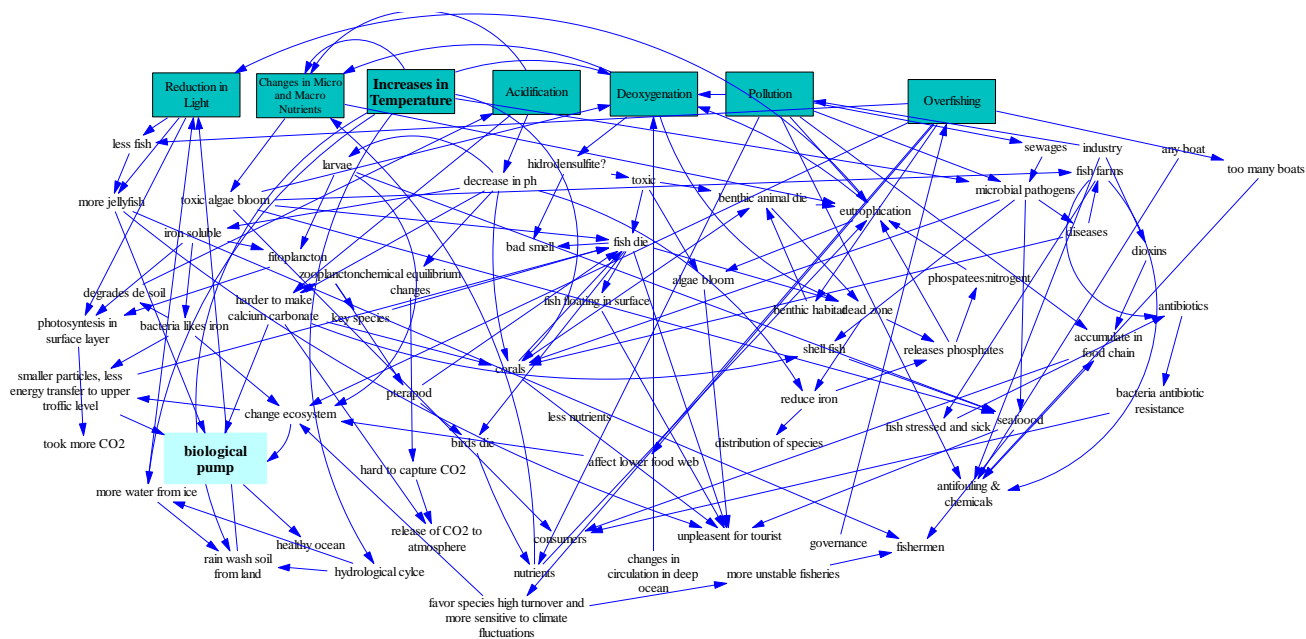 Reduction in
Light
Changes in Micro
and Macro
Nutrients
Increases in
Temperature
Acidification
Deoxygenation
Pollution
Overfishing
less fish
larvae
hidrodensulfite?
sewages
industry
any boat
too many boats
decrease in ph
toxic
fish farms
more jellyfish
toxic algae bloom
benthic animal die
microbial pathogens
eutrophication
iron soluble
fish die
bad smell
diseases
dioxins
fitoplancton
zooplancton
chemical equilibrium
changes
algae bloom
phospatees:nitrogent
degrades de soil
harder to make
calcium carbonate
fish floating in surface
key species
benthic habitat
dead zone
antibiotics
photosyntesis in
surface layer
bacteria likes iron
shell fish
releases phosphates
accumulate in
food chain
corals
smaller particles, less
energy transfer to upper
troffic level
pterapod
reduce iron
bacteria antibiotic
resistance
change ecosystem
less nutrients
fish stressed and sick
seafoood
took more CO2
biological
pump
birds die
distribution of species
hard to capture CO2
affect lower food web
antifouling &
chemicals
more water from ice
release of CO2 to
atmosphere
consumers
unpleasent for tourist
governance
fishermen
healthy ocean
rain wash soil
from land
hydrological cylce
nutrients
changes in
circulation in deep
ocean
more unstable fisheries
favor species high turnover and
more sensitive to climate
fluctuations